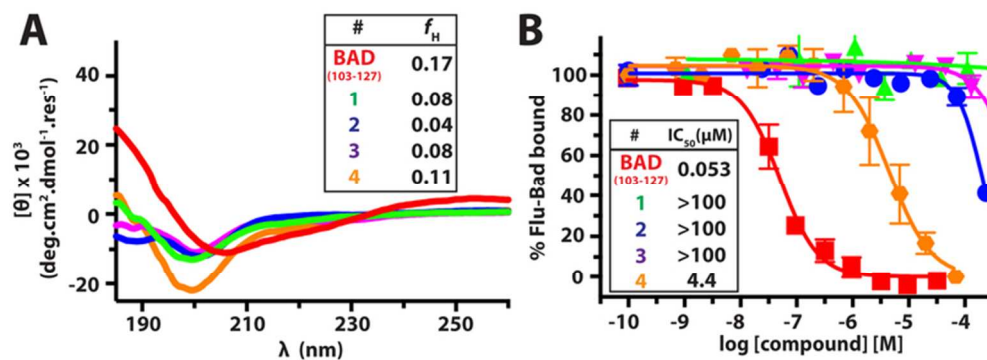 A
# fH
BAD (103-127) 0.17
1 0.08
2 0.04
3 0.08
4 0.11
[θ] x 10³
(deg.cm².dmol⁻¹.res⁻¹)
40
20
0
-20
190 210 230 250
λ (nm)
B
# IC50(μM)
BAD (103-127) 0.053
1 >100
2 >100
3 >100
4 4.4
% Flu-Bad bound
100
80
60
40
20
0
-10 -9 -8 -7 -6 -5 -4
log [compound] [M]